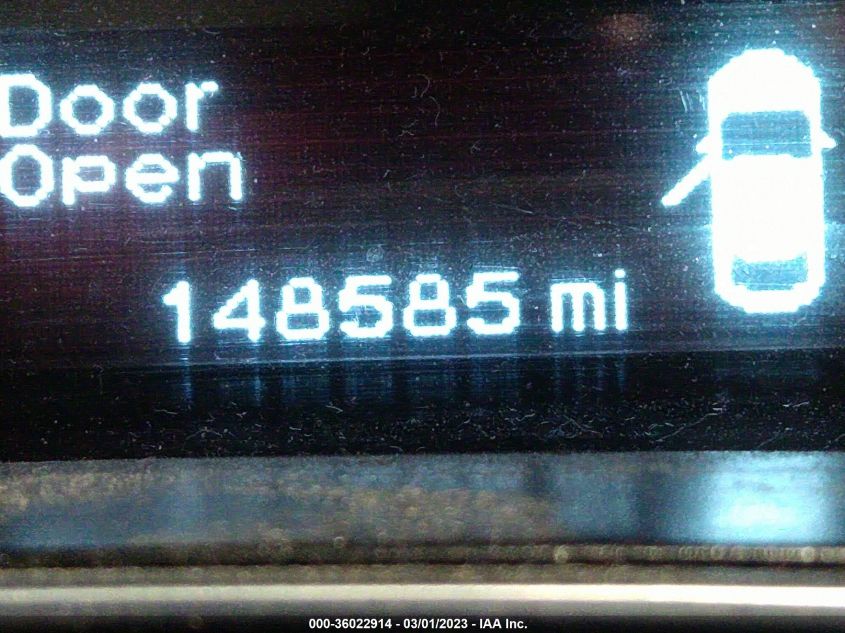 Door
Open
148585 mi
000-36022914 - 03/01/2023 - IAA Inc.